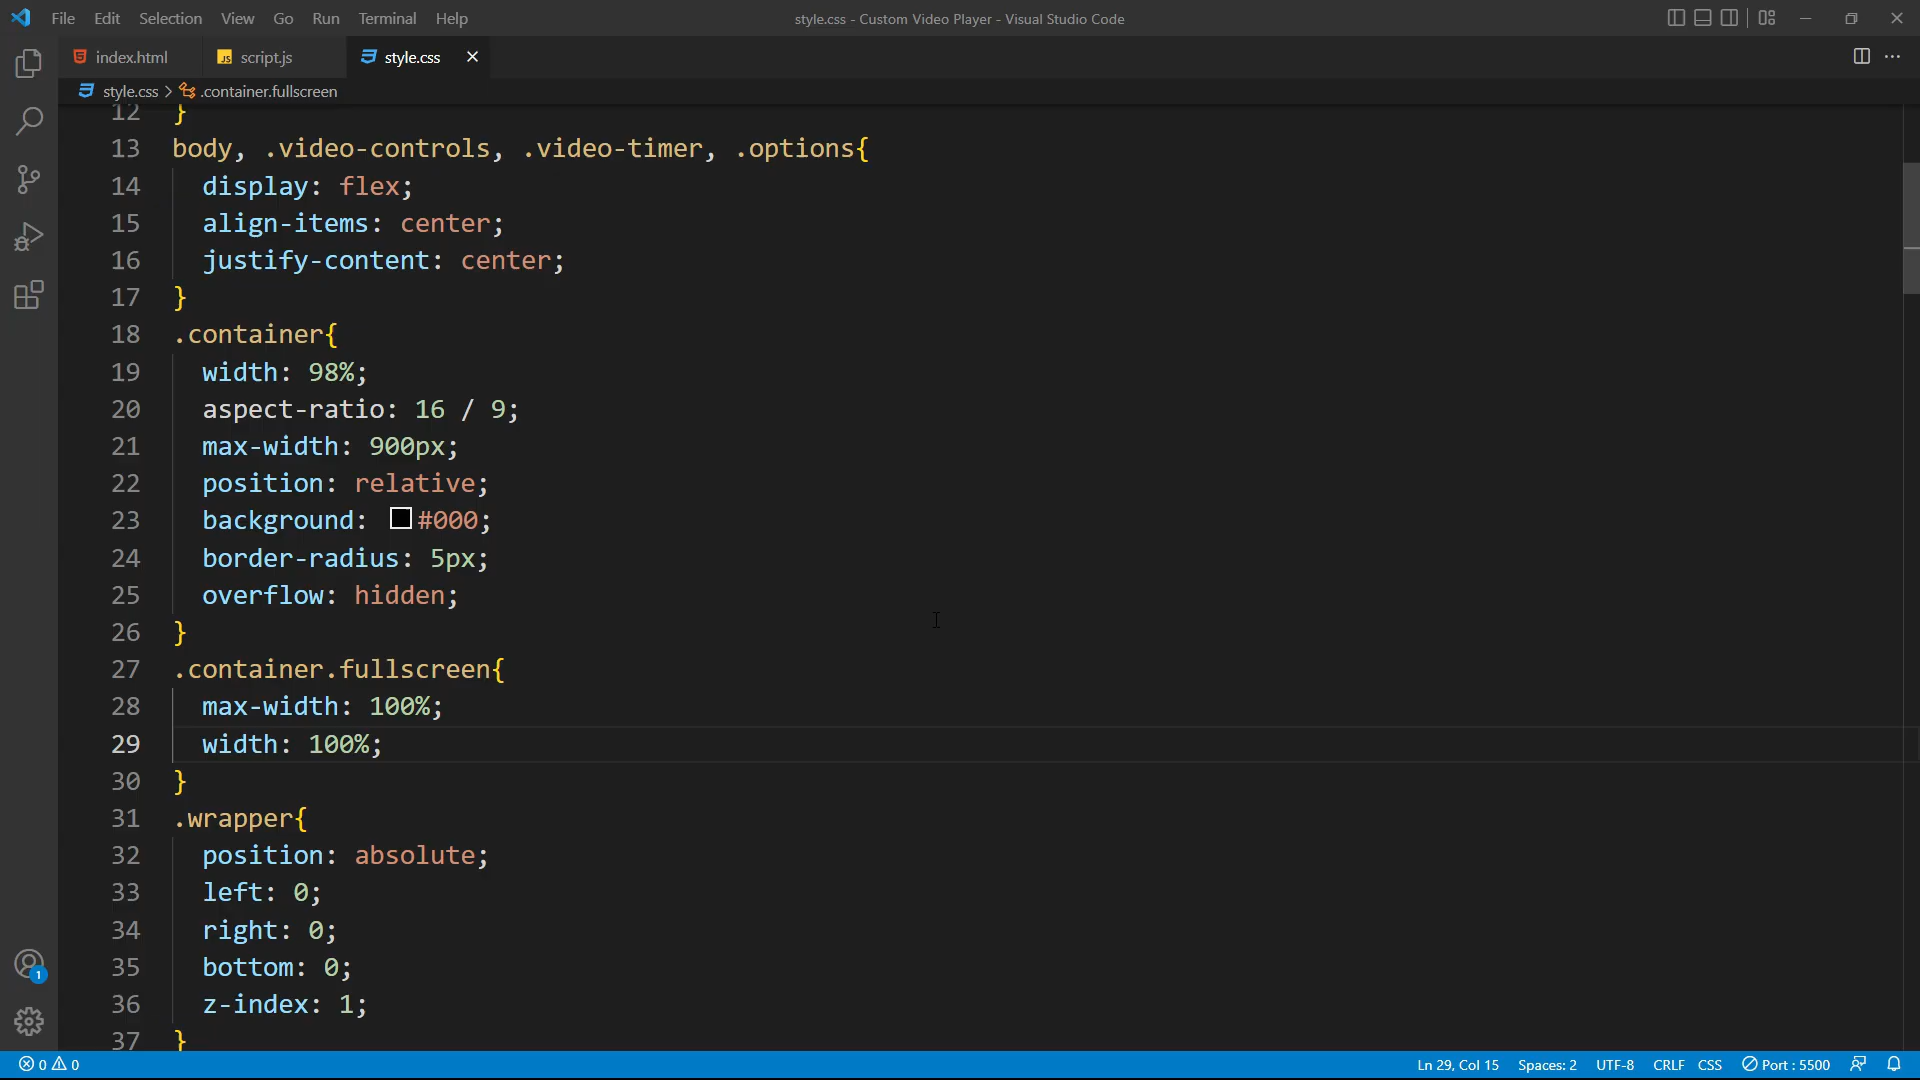 File Edit Selection View Go Run Terminal Help style.css - Custom Video Player - Visual Studio Code
index.html JS script.js style.css
style.css > .container.fullscreen
12 }
13 body, .video-controls, .video-timer, .options{
14 display: flex;
15 align-items: center;
16 justify-content: center;
17 }
18 .container{
19 width: 98%;
20 aspect-ratio: 16 / 9;
21 max-width: 900px;
22 position: relative;
23 background: #000;
24 border-radius: 5px;
25 overflow: hidden;
26 }
27 .container.fullscreen{
28 max-width: 100%;
29 width: 100%;
30 }
31 .wrapper{
32 position: absolute;
33 left: 0;
34 right: 0;
35 bottom: 0;
36 z-index: 1;
37 }
1
0 0 Ln 29, Col 15 Spaces: 2 UTF-8 CRLF CSS Port : 5500